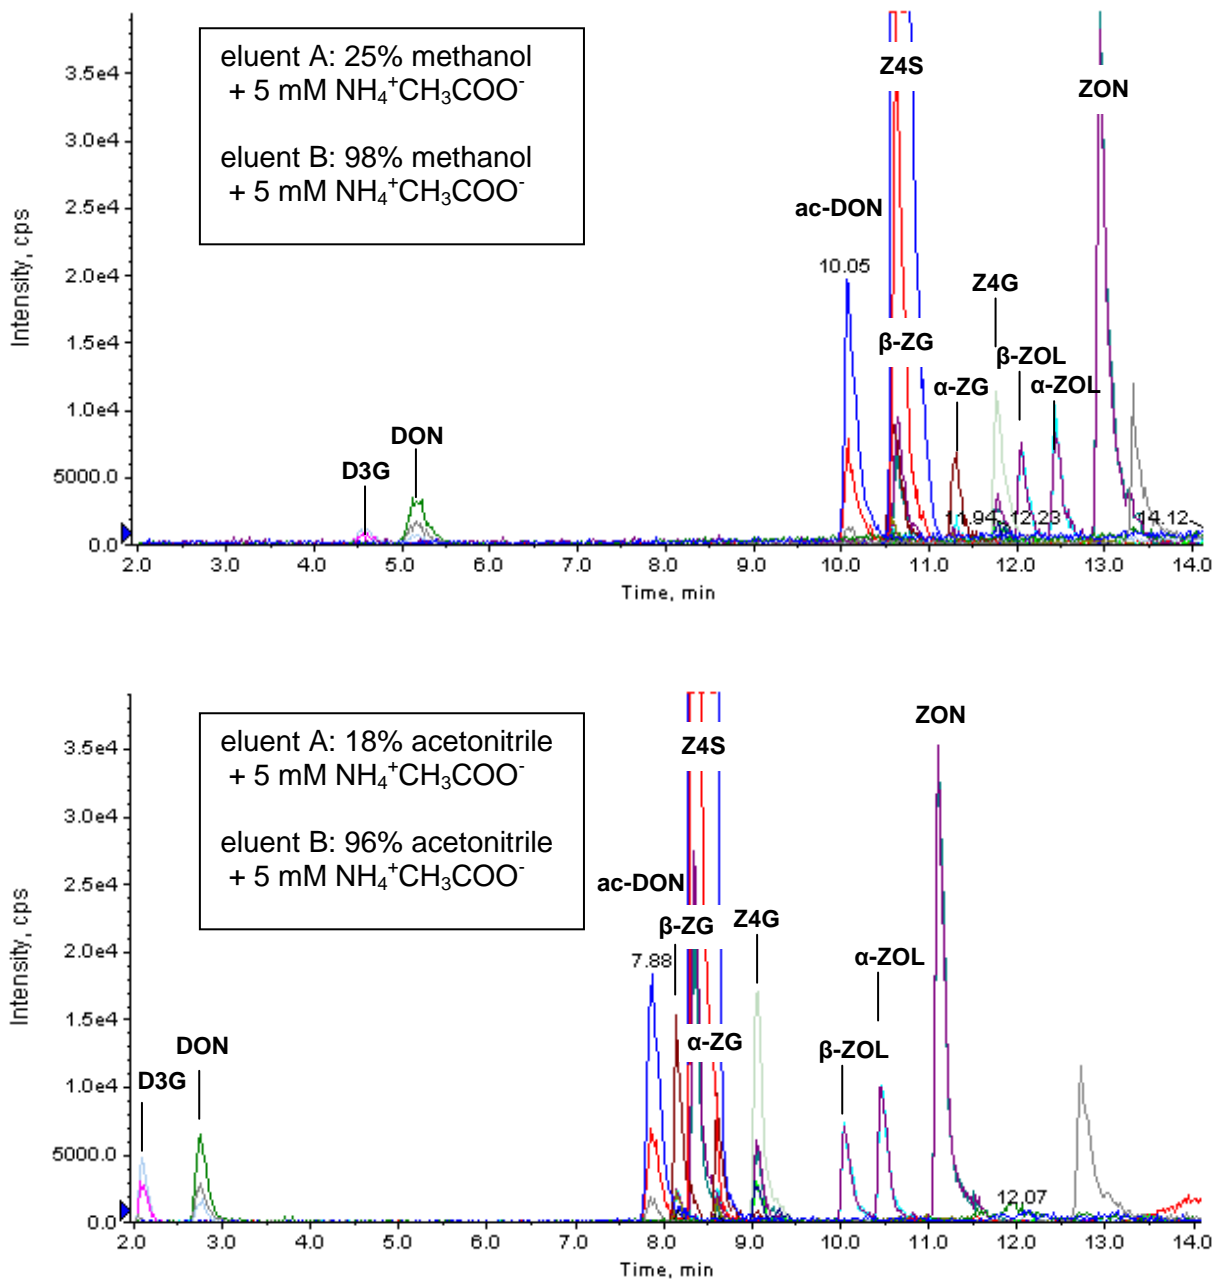 eluent A: 25% methanol
+ 5 mM NH₄⁺CH₃COO⁻
eluent B: 98% methanol
+ 5 mM NH₄⁺CH₃COO⁻
Z4S
ZON
ac-DON
10.05
Z4G
β-ZG
β-ZOL
α-ZG
α-ZOL
DON
D3G
12.23
14.12
Intensity, cps
3.5e4
3.0e4
2.5e4
2.0e4
1.5e4
1.0e4
5000.0
0.0
2.0 3.0 4.0 5.0 6.0 7.0 8.0 9.0 10.0 11.0 12.0 13.0 14.0
Time, min
eluent A: 18% acetonitrile
+ 5 mM NH₄⁺CH₃COO⁻
eluent B: 96% acetonitrile
+ 5 mM NH₄⁺CH₃COO⁻
ZON
Z4S
ac-DON
β-ZG
Z4G
7.88
α-ZOL
α-ZG
β-ZOL
DON
D3G
12.07
Intensity, cps
3.5e4
3.0e4
2.5e4
2.0e4
1.5e4
1.0e4
5000.0
0.0
2.0 3.0 4.0 5.0 6.0 7.0 8.0 9.0 10.0 11.0 12.0 13.0 14.0
Time, min